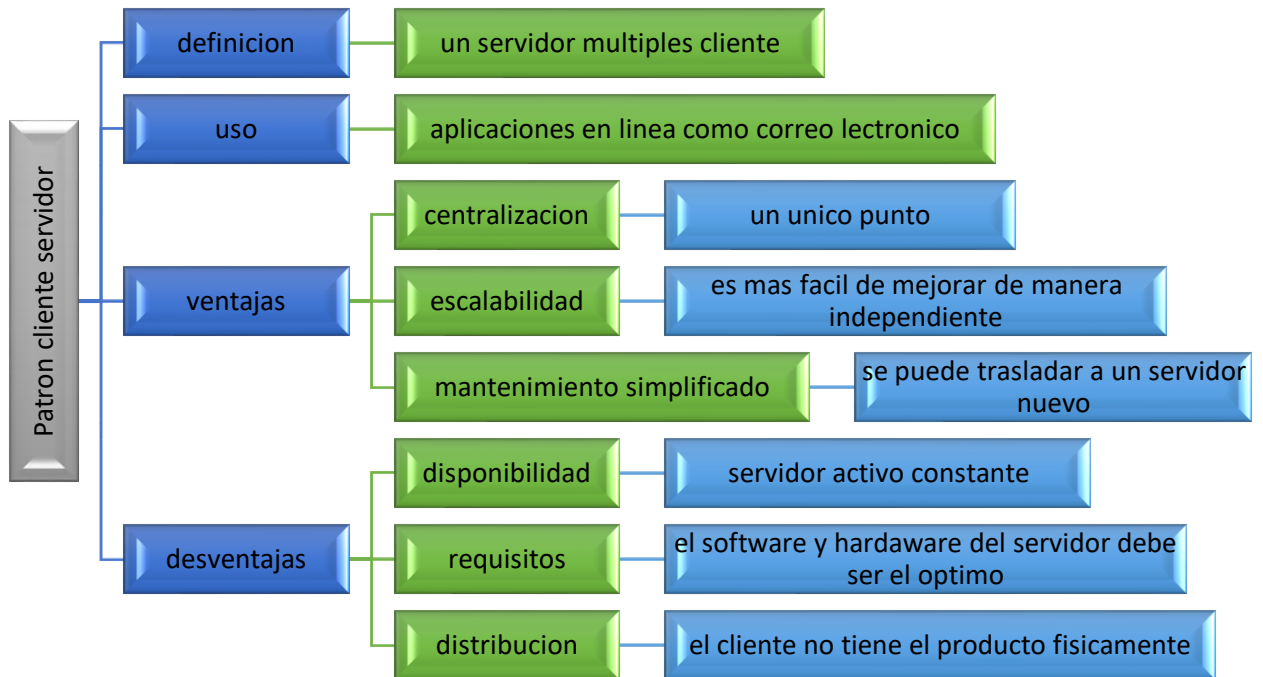 Patron cliente servidor
definicion
un servidor multiples cliente
uso
aplicaciones en linea como correo lectronico
ventajas
centralizacion
un unico punto
escalabilidad
es mas facil de mejorar de manera
independiente
mantenimiento simplificado
se puede trasladar a un servidor
nuevo
desventajas
disponibilidad
servidor activo constante
requisitos
el software y hardaware del servidor debe
ser el optimo
distribucion
el cliente no tiene el producto fisicamente